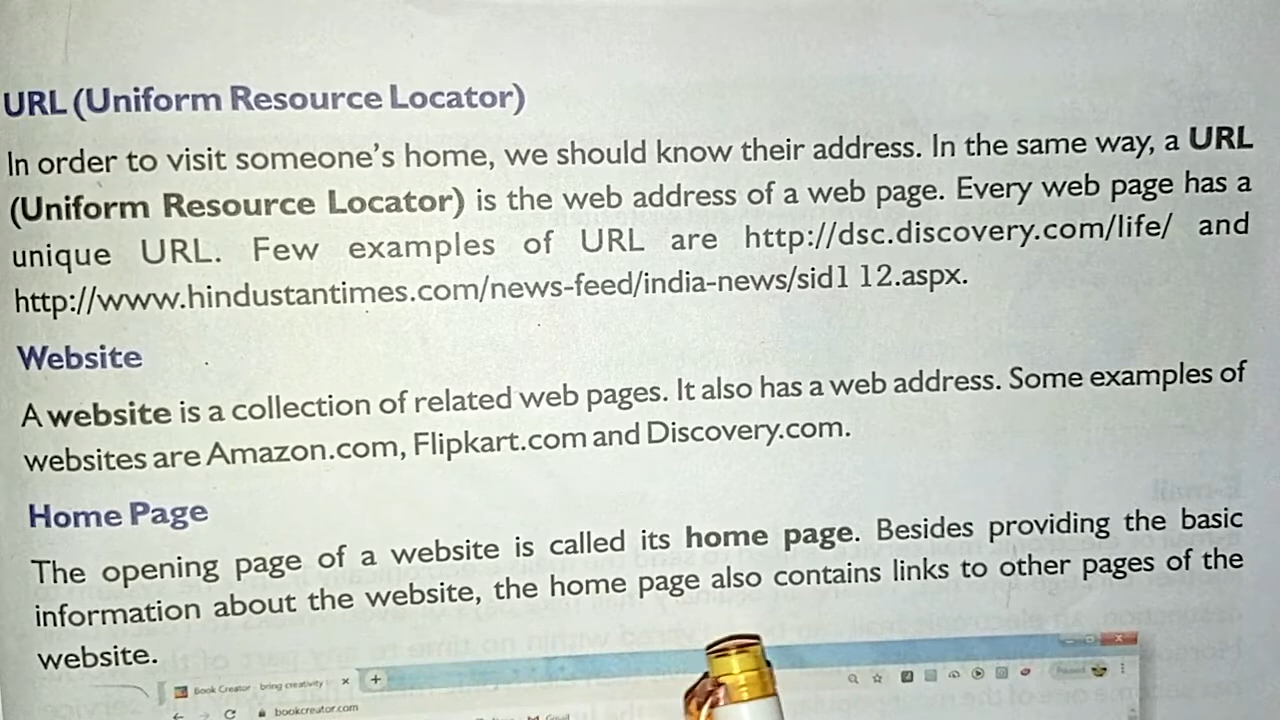 URL (Uniform Resource Locator)
In order to visit someone's home, we should know their address. In the same way, a URL
(Uniform Resource Locator) is the web address of a web page. Every web page has a
unique URL. Few examples of URL are http://dsc.discovery.com/life/ and
http://www.hindustantimes.com/news-feed/india-news/sid1 12.aspx.
Website
A website is a collection of related web pages. It also has a web address. Some examples of
websites are Amazon.com, Flipkart.com and Discovery.com.
Home Page
The opening page of a website is called its home page. Besides providing the basic
information about the website, the home page also contains links to other pages of the
website.
Book Creator - bring creativity
Paused
bookcreator.com
Gmail